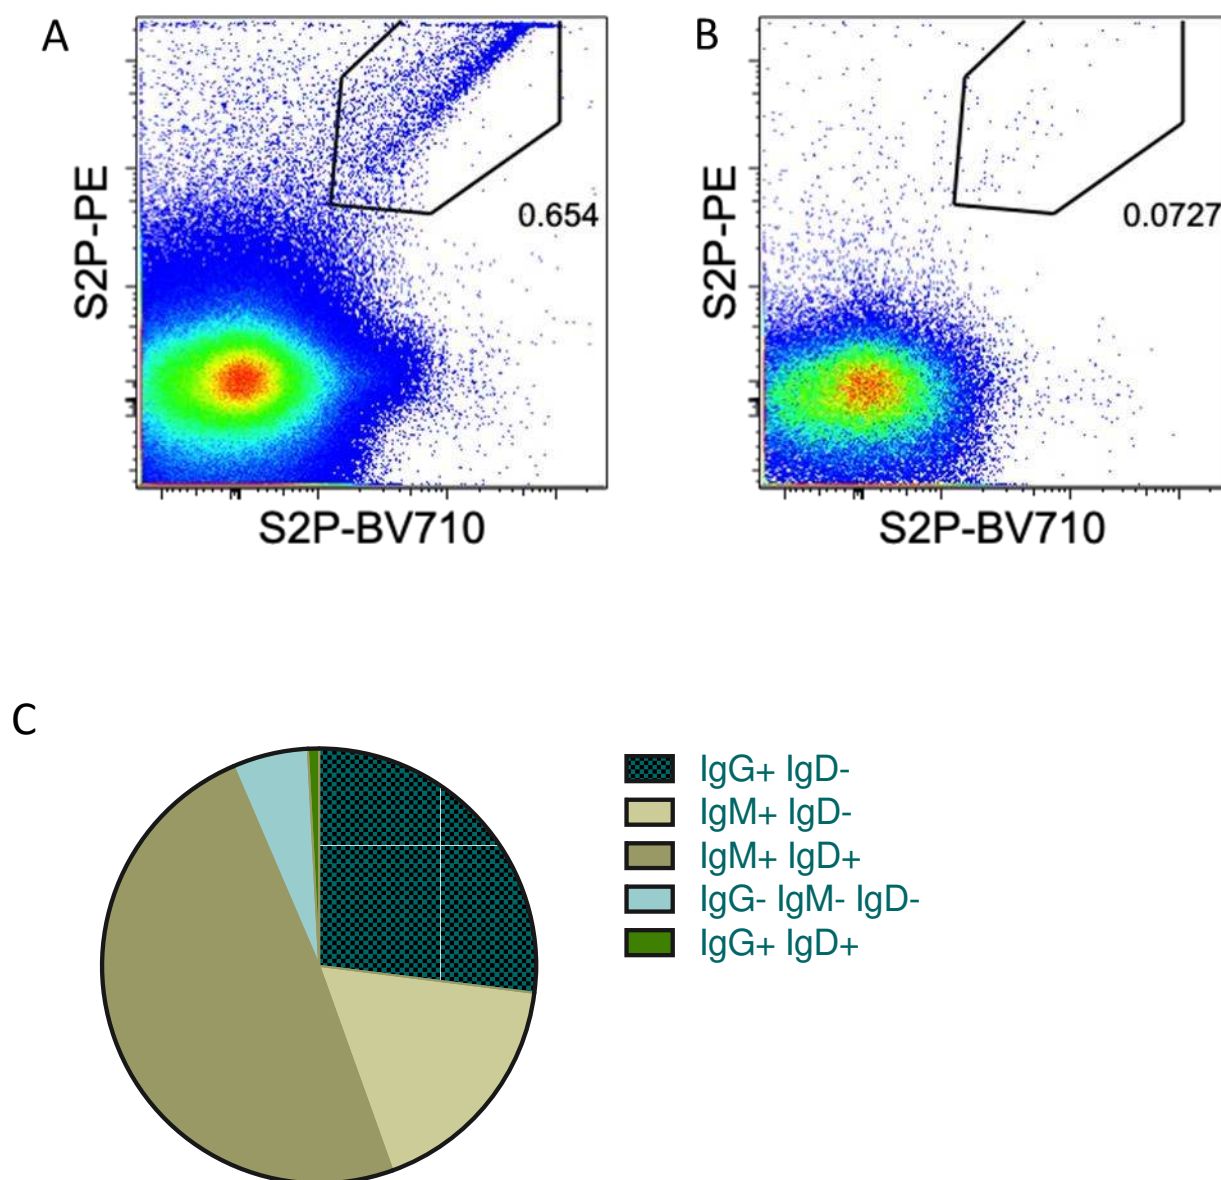 A
B
S2P-PE
0.654
S2P-BV710
S2P-PE
0.0727
S2P-BV710
C
IgG+ IgD-
IgM+ IgD-
IgM+ IgD+
IgG- IgM- IgD-
IgG+ IgD+